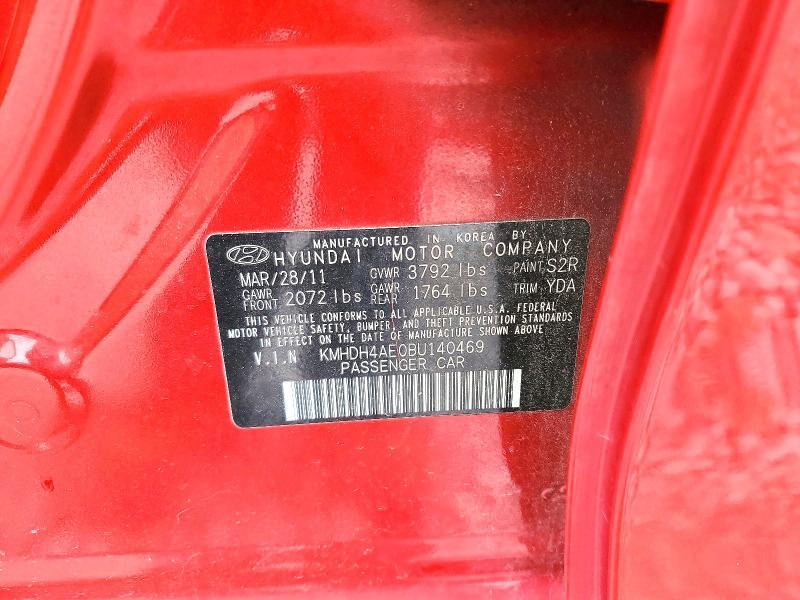 MANUFACTURED IN KOREA BY
HYUNDAI MOTOR COMPANY
MAR/28/11 GVWR 3792 lbs PAINT S2R
GAWR FRONT 2072 lbs GAWR REAR 1764 lbs TRIM YDA
THIS VEHICLE CONFORMS TO ALL APPLICABLE U.S.A. FEDERAL
MOTOR VEHICLE SAFETY, BUMPER, AND THEFT PREVENTION STANDARDS
IN EFFECT ON THE DATE OF MANUFACTURE SHOWN ABOVE.
V.I.N KMHDH4AE0BU140469
PASSENGER CAR